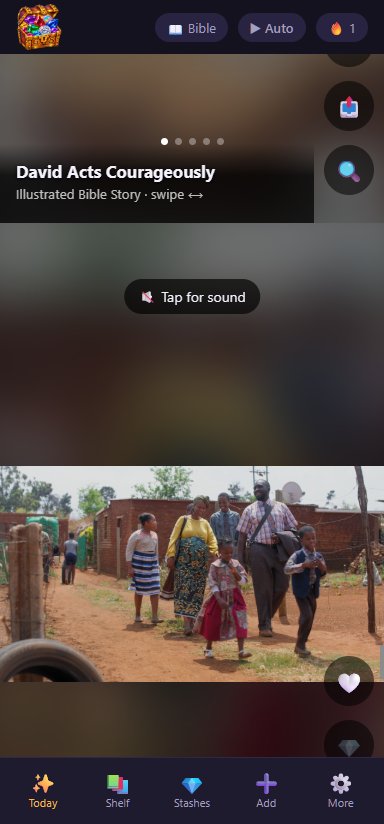 Bible
Auto
1
David Acts Courageously
Illustrated Bible Story · swipe ↔
Tap for sound
Today
Shelf
Stashes
Add
More